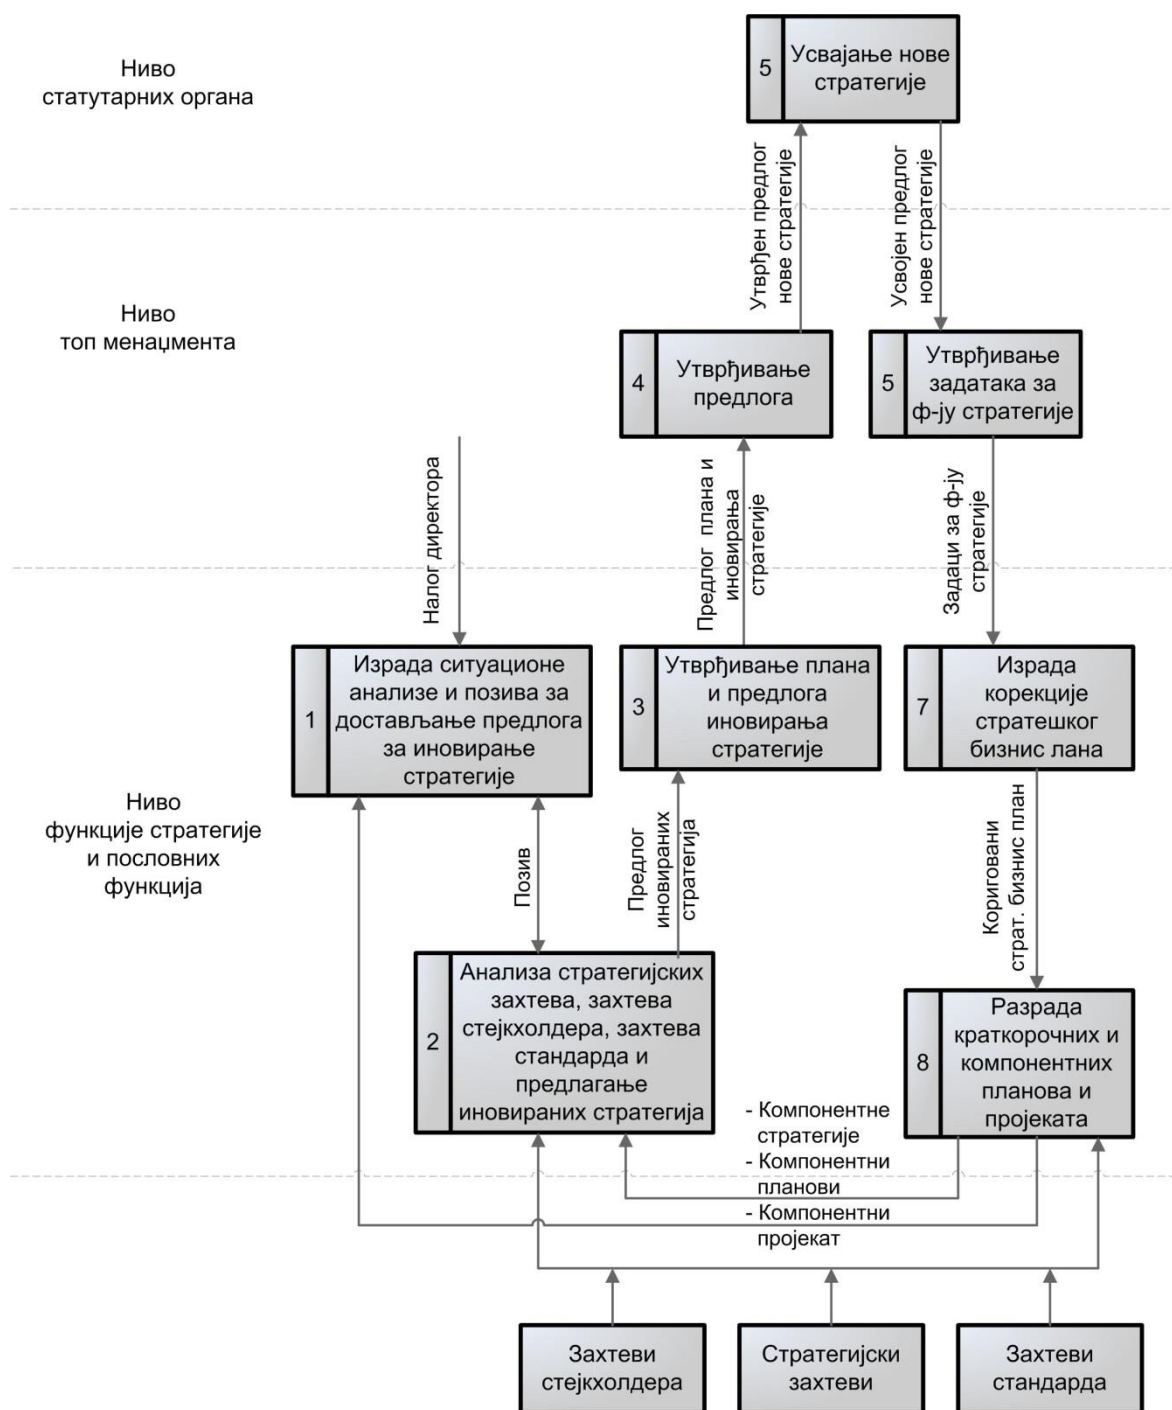 Ниво
статутарних органа
5
Усвајање нове
стратегије
Утврђен предлог
нове стратегије
Усвојен предлог
нове стратегије
Ниво
топ менаџмента
4
Утврђивање
предлога
5
Утврђивање
задатака за
ф-ју стратегије
Налог директора
Предлог плана и
иновирања
стратегије
Задаци за ф-ју
стратегије
1
Израда ситуационе
анализе и позива за
достављање предлога
за иновирање
стратегије
3
Утврђивање плана
и предлога
иновирања
стратегије
7
Израда
корекције
стратешког
бизнис лана
Ниво
функције стратегије
и пословних
функција
Позив
Предлог
иновираних
стратегија
Кориговани
страт. бизнис план
2
Анализа стратегијских
захтева, захтева
стејкхолдера, захтева
стандарда и
предлагање
иновираних стратегија
8
Разрада
краткорочних и
компонентних
планова и
пројеката
- Компонентне
стратегије
- Компонентни
планови
- Компонентни
пројекат
Захтеви
стејкхолдера
Стратегијски
захтеви
Захтеви
стандарда